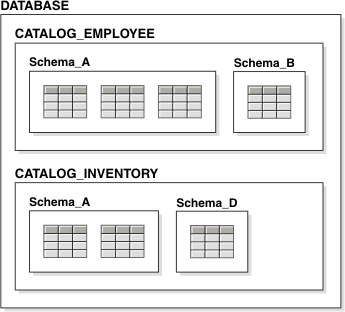 DATABASE
CATALOG_EMPLOYEE
Schema_A
Schema_B
CATALOG_INVENTORY
Schema_A
Schema_D